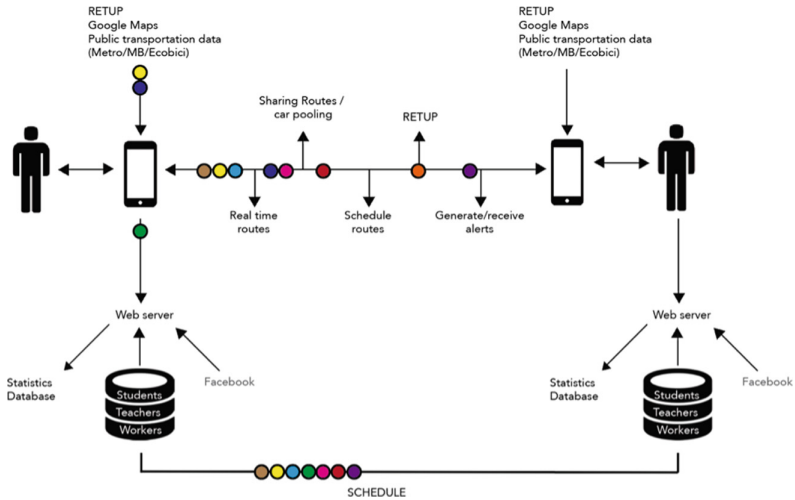 RETUP
Google Maps
Public transportation data
(Metro/MB/Ecobici)
RETUP
Google Maps
Public transportation data
(Metro/MB/Ecobici)
Sharing Routes /
car pooling
RETUP
Real time
routes
Schedule
routes
Generate/receive
alerts
Web server
Statistics
Database
Facebook
Students
Teachers
Workers
Web server
Statistics
Database
Facebook
Students
Teachers
Workers
SCHEDULE